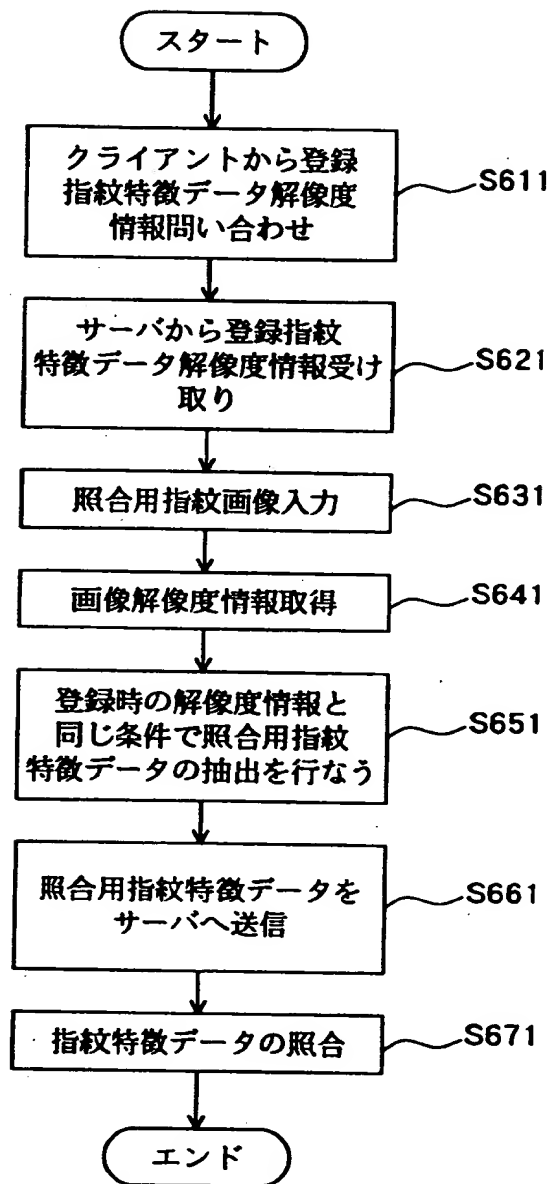 スタート
クライアントから登録
指紋特徴データ解像度
情報問い合わせ
S611
サーバから登録指紋
特徴データ解像度情報受け
取り
S621
照合用指紋画像入力
S631
画像解像度情報取得
S641
登録時の解像度情報と
同じ条件で照合用指紋
特徴データの抽出を行なう
S651
照合用指紋特徴データを
サーバへ送信
S661
指紋特徴データの照合
S671
エンド